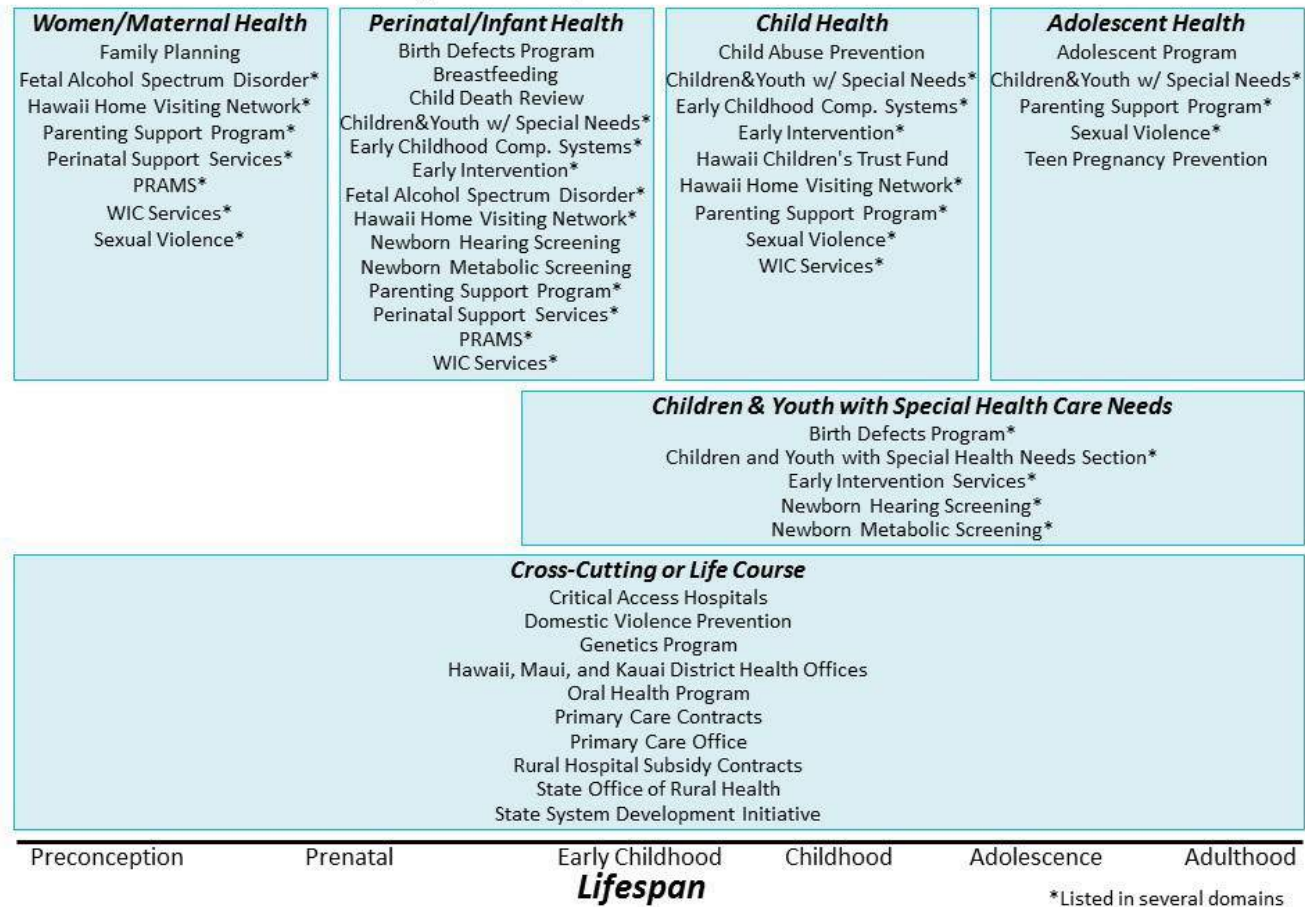 Women/Maternal Health
Family Planning
Fetal Alcohol Spectrum Disorder*
Hawaii Home Visiting Network*
Parenting Support Program*
Perinatal Support Services*
PRAMS*
WIC Services*
Sexual Violence*
Perinatal/Infant Health
Birth Defects Program
Breastfeeding
Child Death Review
Children&Youth w/ Special Needs*
Early Childhood Comp. Systems*
Early Intervention*
Fetal Alcohol Spectrum Disorder*
Hawaii Home Visiting Network*
Newborn Hearing Screening
Newborn Metabolic Screening
Parenting Support Program*
Perinatal Support Services*
PRAMS*
WIC Services*
Child Health
Child Abuse Prevention
Children&Youth w/ Special Needs*
Early Childhood Comp. Systems*
Early Intervention*
Hawaii Children's Trust Fund
Hawaii Home Visiting Network*
Parenting Support Program*
Sexual Violence*
WIC Services*
Adolescent Health
Adolescent Program
Children&Youth w/ Special Needs*
Parenting Support Program*
Sexual Violence*
Teen Pregnancy Prevention
Children & Youth with Special Health Care Needs
Birth Defects Program*
Children and Youth with Special Health Needs Section*
Early Intervention Services*
Newborn Hearing Screening*
Newborn Metabolic Screening*
Cross-Cutting or Life Course
Critical Access Hospitals
Domestic Violence Prevention
Genetics Program
Hawaii, Maui, and Kauai District Health Offices
Oral Health Program
Primary Care Contracts
Primary Care Office
Rural Hospital Subsidy Contracts
State Office of Rural Health
State System Development Initiative
Preconception Prenatal Early Childhood Childhood Adolescence Adulthood
Lifespan
*Listed in several domains